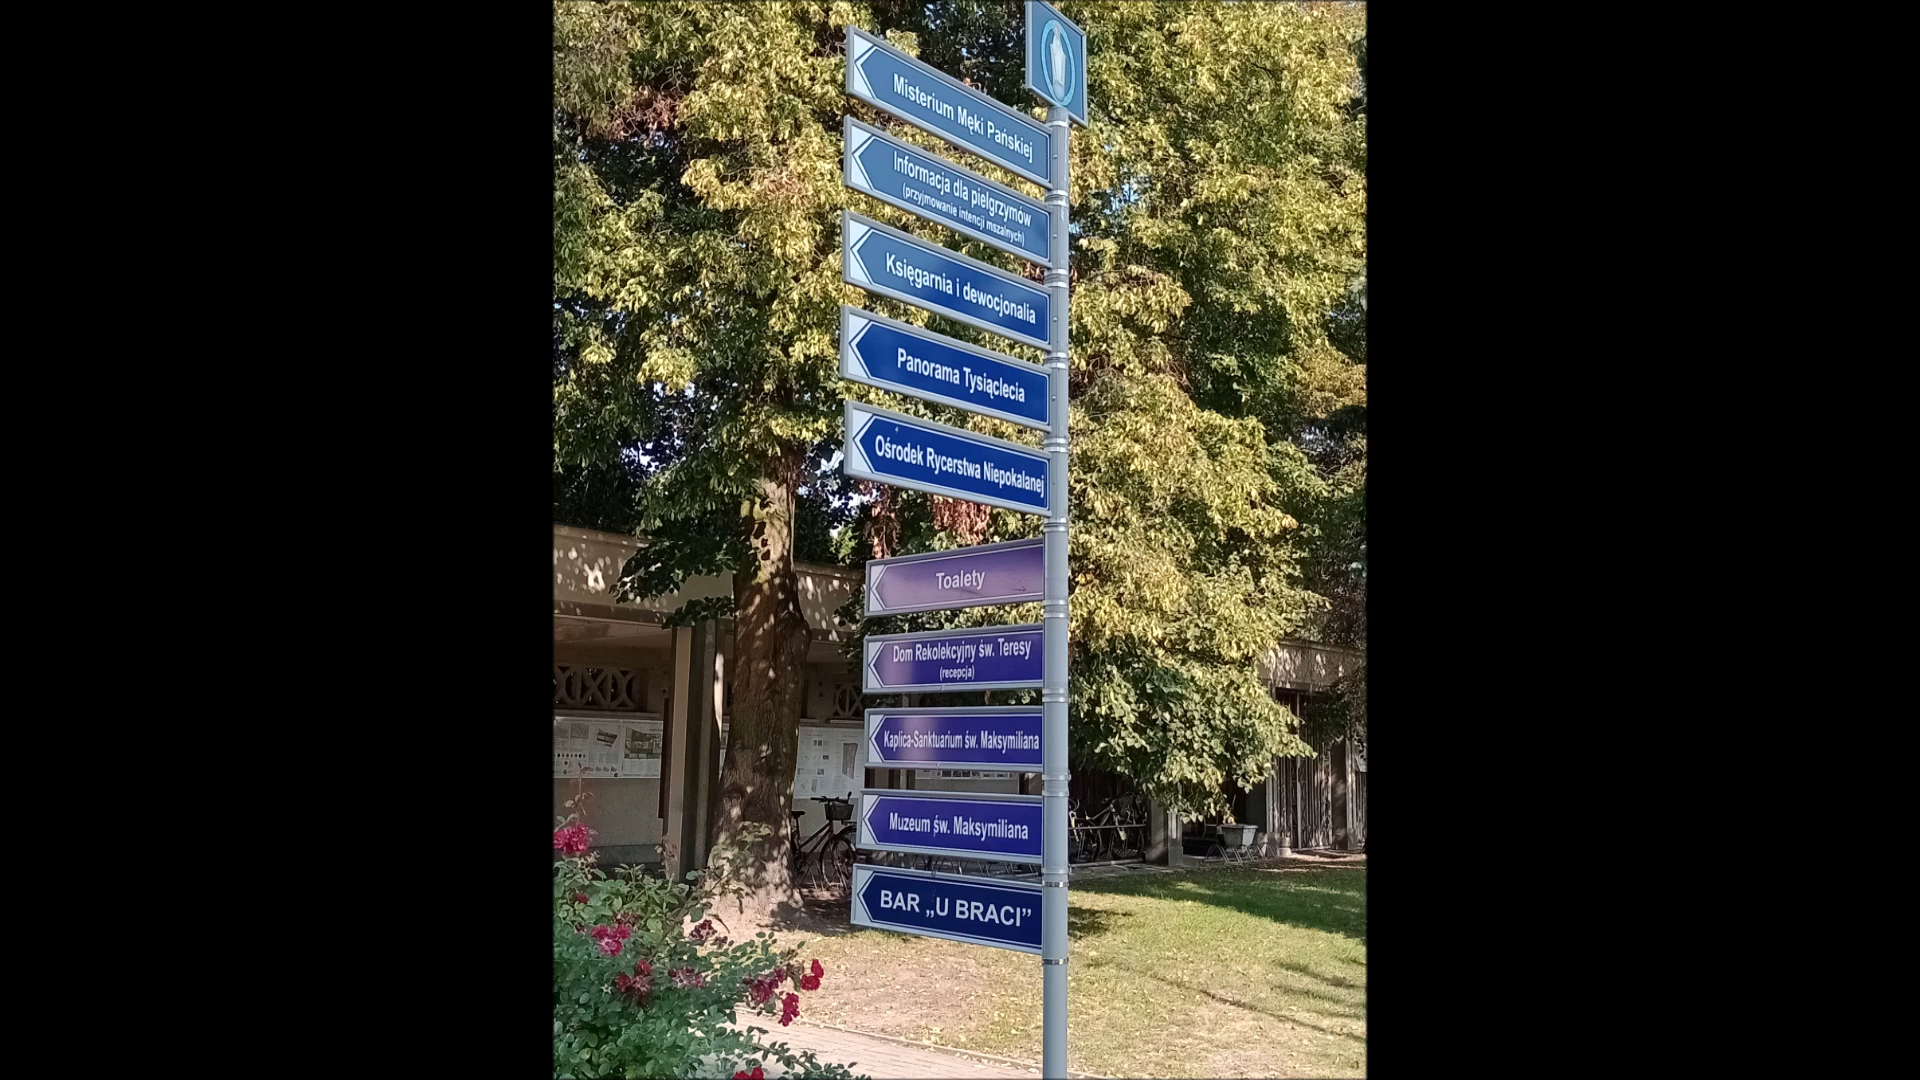 Misterium Męki Pańskiej
Informacja dla pielgrzymów
(przyjmowanie intencji mszalnych)
Księgarnia i dewocjonalia
Panorama Tysiąclecia
Ośrodek Rycerstwa Niepokalanej
Toalety
Dom Rekolekcyjny św. Teresy
(recepcja)
Kaplica-Sanktuarium św. Maksymiliana
Muzeum św. Maksymiliana
BAR „U BRACI”